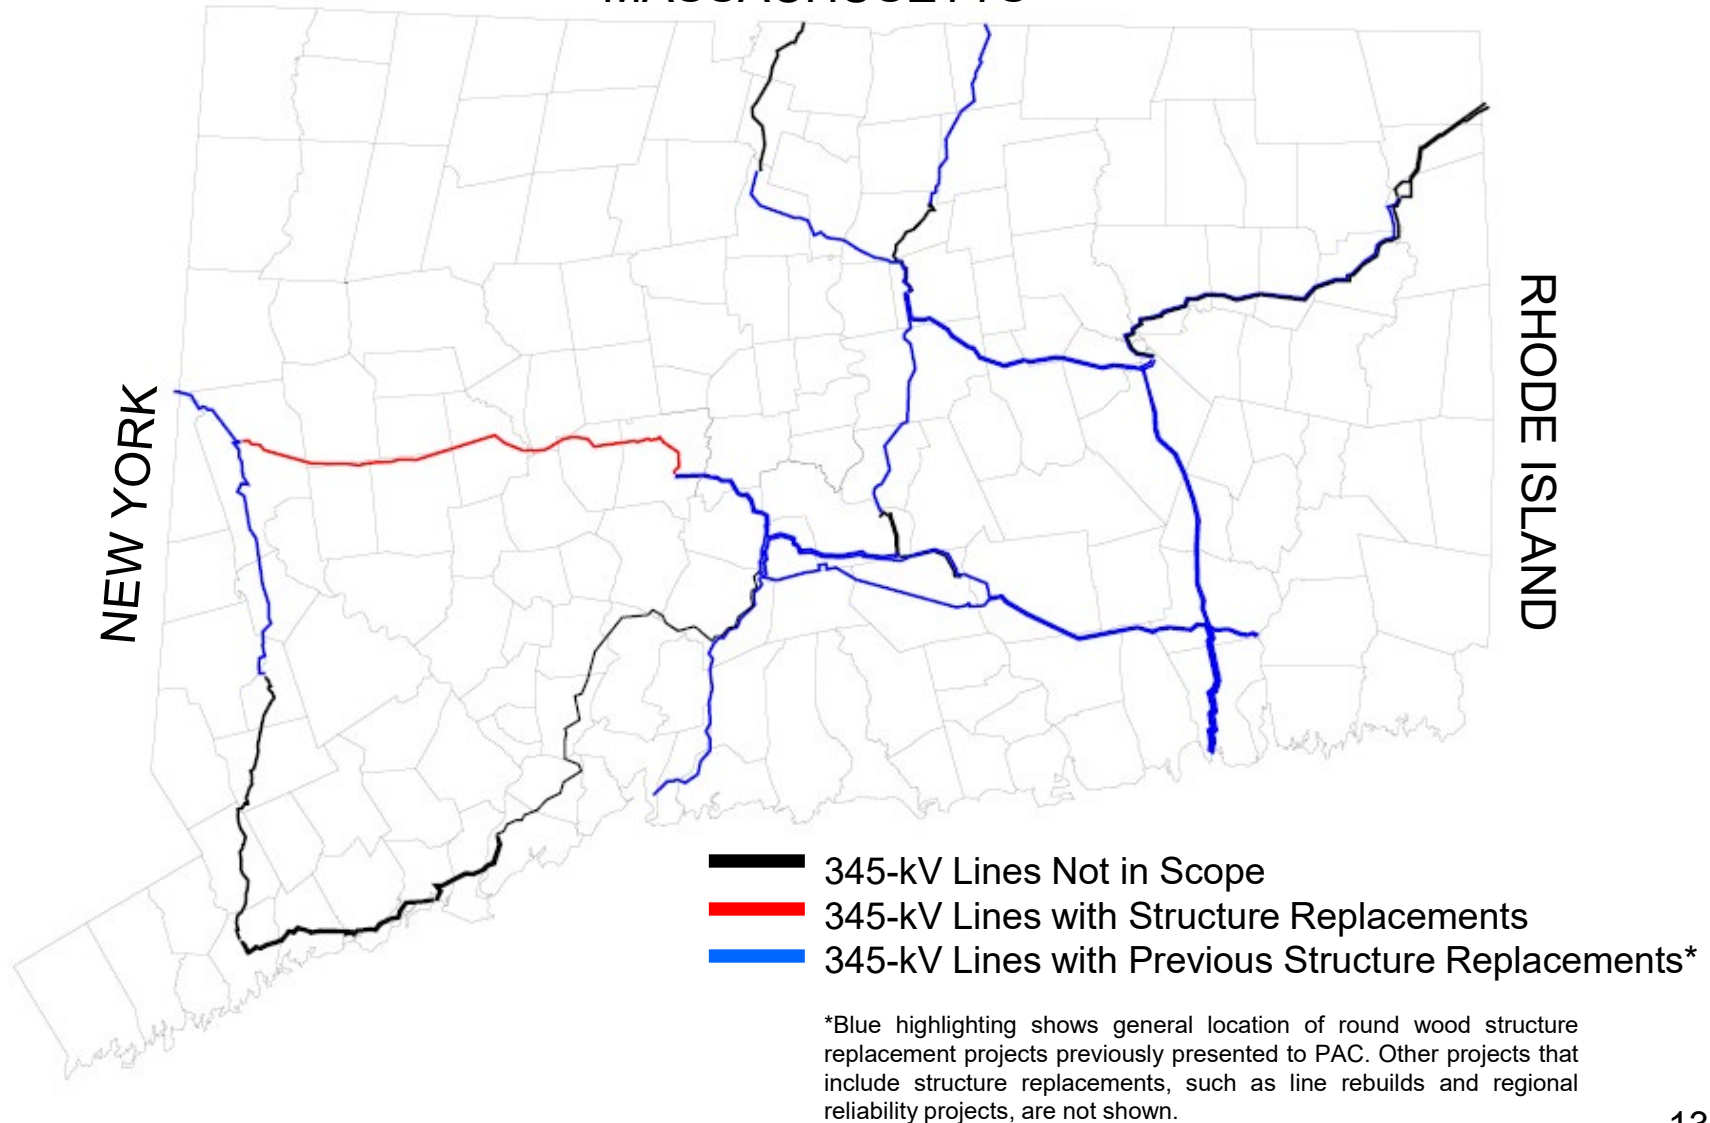 MASSACHUSETTS
NEW YORK
RHODE ISLAND
345-kV Lines Not in Scope
345-kV Lines with Structure Replacements
345-kV Lines with Previous Structure Replacements*
*Blue highlighting shows general location of round wood structure
replacement projects previously presented to PAC. Other projects that
include structure replacements, such as line rebuilds and regional
reliability projects, are not shown.
13